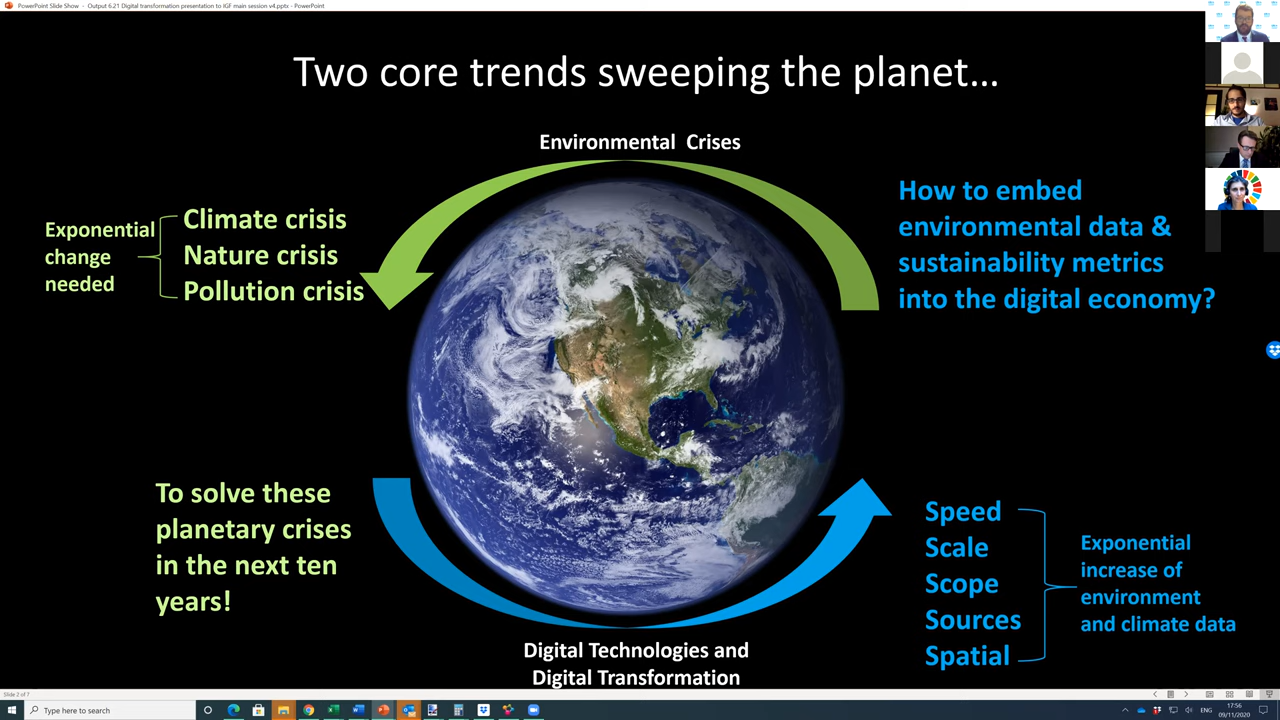 PowerPoint Slide Show - Output 6.21 Digital transformation presentation to IGF main session v4.pptx - PowerPoint
Two core trends sweeping the planet…
Environmental Crises
Exponential
change
needed
Climate crisis
Nature crisis
Pollution crisis
How to embed
environmental data &
sustainability metrics
into the digital economy?
To solve these
planetary crises
in the next ten
years!
Speed
Scale
Scope
Sources
Spatial
Exponential
increase of
environment
and climate data
Digital Technologies and
Digital Transformation
Slide 2 of 7
Type here to search
ENG
17:56
09/11/2020